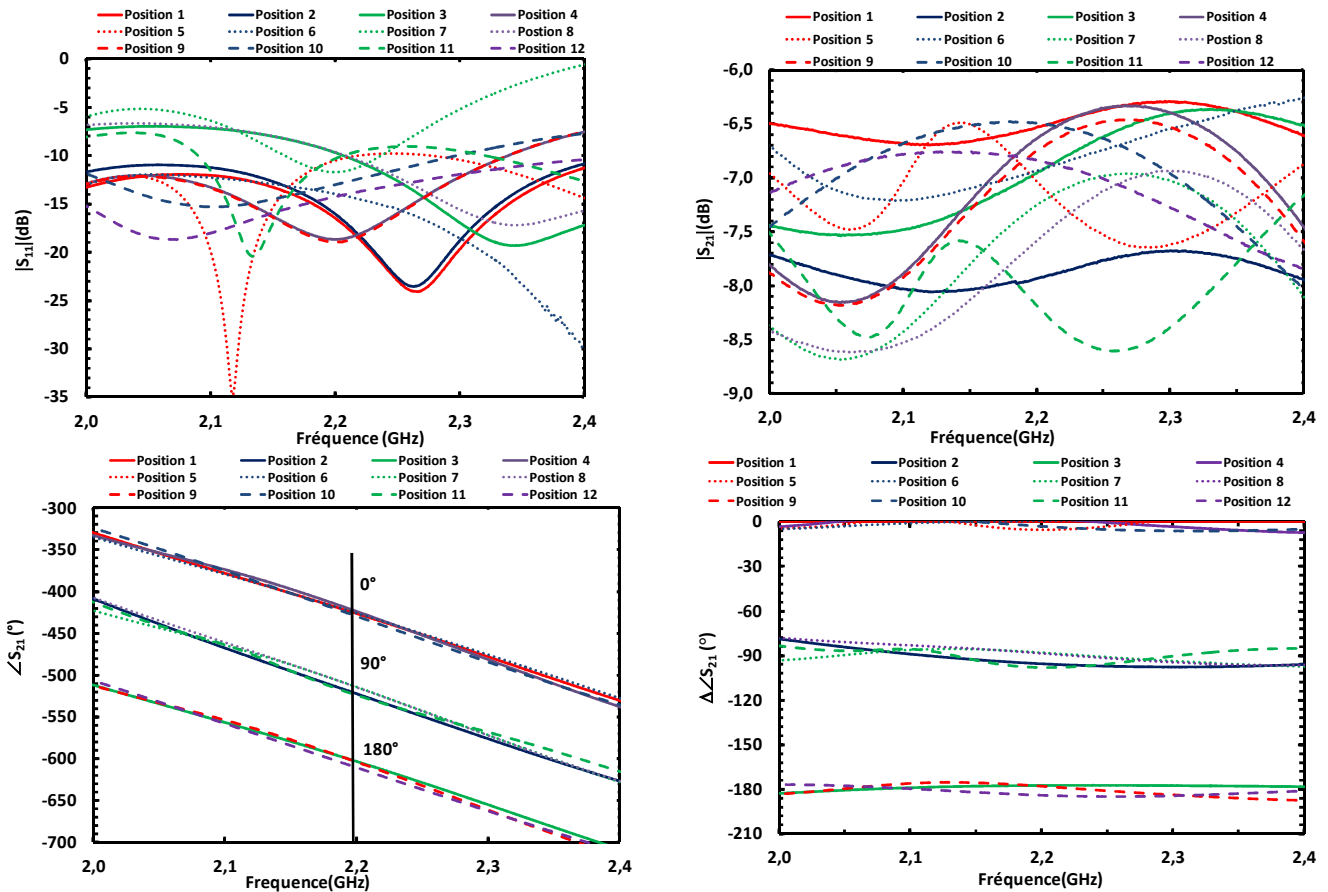 Position 1 Position 2 Position 3 Position 4
Position 5 Position 6 Position 7 Postion 8
Position 9 Position 10 Position 11 Position 12
0
-5
-10
-15
-20
-25
-30
-35
|S11|(dB)
2,0 2,1 2,2 2,3 2,4
Fréquence (GHz)
Position 1 Position 2 Position 3 Position 4
Position 5 Position 6 Position 7 Postion 8
Position 9 Position 10 Position 11 Position 12
-6,0
-6,5
-7,0
-7,5
-8,0
-8,5
-9,0
|S21|(dB)
2,0 2,1 2,2 2,3 2,4
Fréquence(GHz)
Position 1 Position 2 Position 3 Position 4
Position 5 Position 6 Position 7 Position 8
Position 9 Position 10 Position 11 Position 12
-300
-350
-400
-450
-500
-550
-600
-650
-700
∠S21 (°)
0°
90°
180°
2,0 2,1 2,2 2,3 2,4
Frequence(GHz)
Position 1 Position 2 Position 3 Position 4
Position 5 Position 6 Position 7 Position 8
Position 9 Position 10 Position 11 Position 12
0
-30
-60
-90
-120
-150
-180
-210
Δ∠S21 (°)
2,0 2,1 2,2 2,3 2,4
Fréquence(GHz)